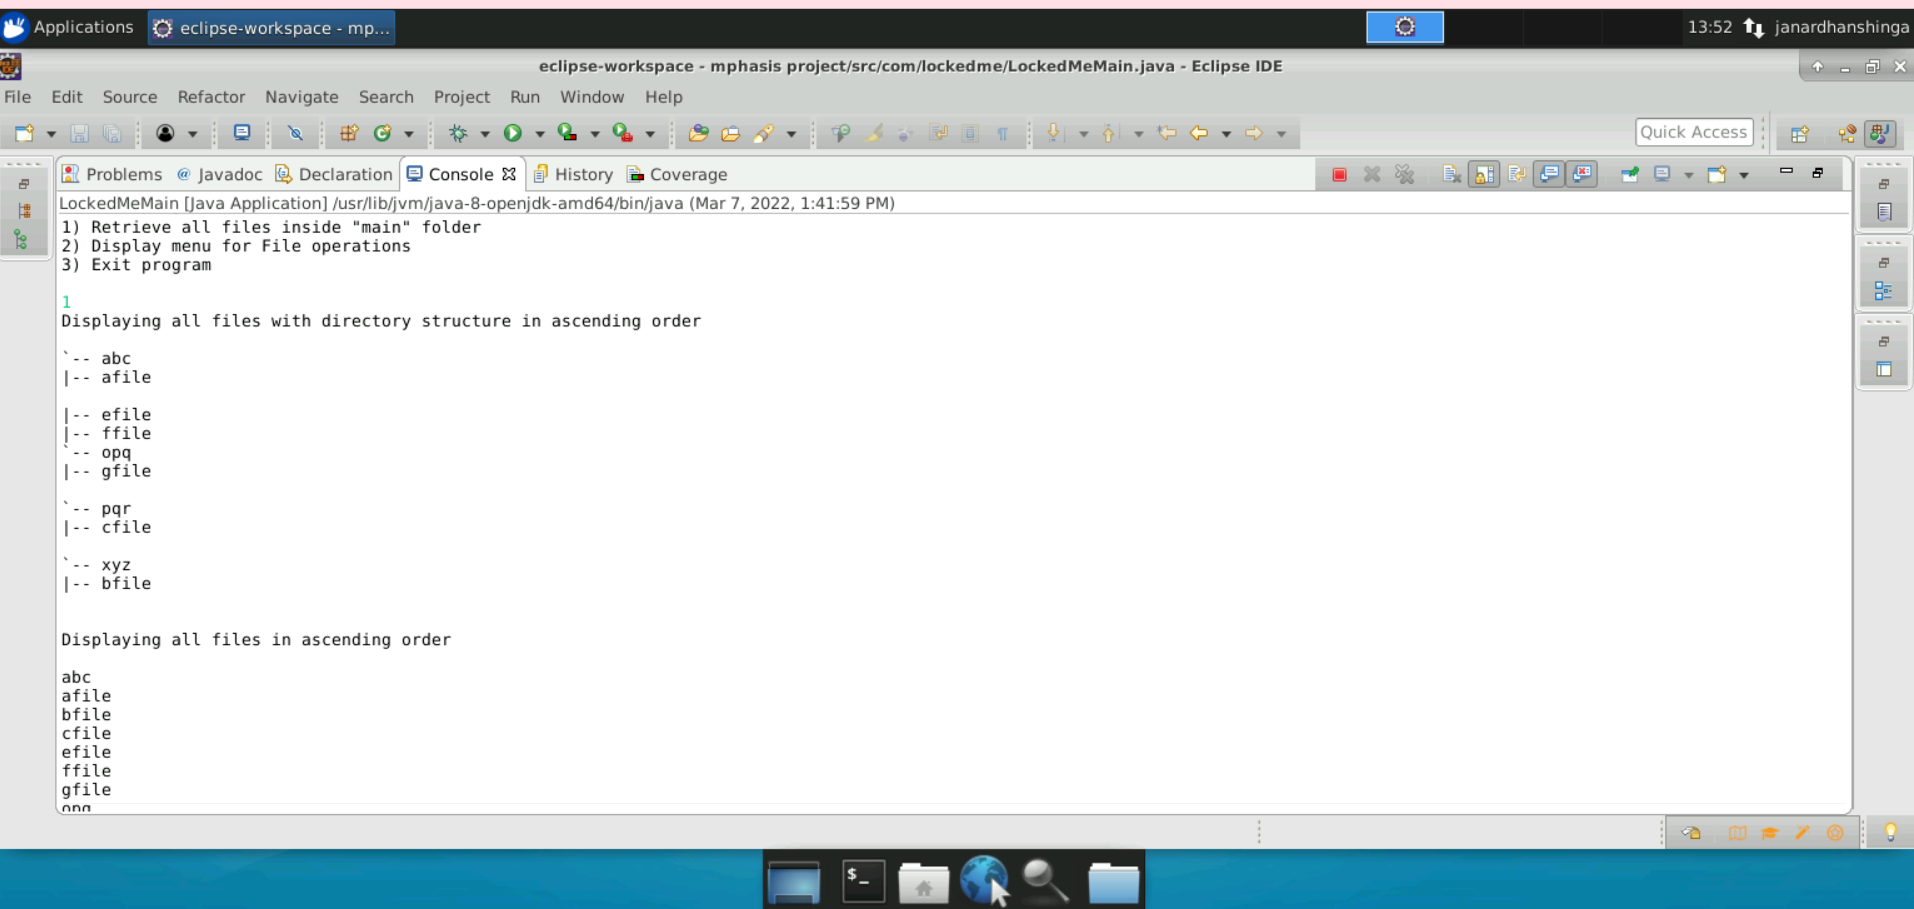 Applications eclipse-workspace - mp... 13:52 janardhanshinga
eclipse-workspace - mphasis project/src/com/lockedme/LockedMeMain.java - Eclipse IDE
File Edit Source Refactor Navigate Search Project Run Window Help
Quick Access
Problems @ Javadoc Declaration Console History Coverage
LockedMeMain [Java Application] /usr/lib/jvm/java-8-openjdk-amd64/bin/java (Mar 7, 2022, 1:41:59 PM)
1) Retrieve all files inside "main" folder
2) Display menu for File operations
3) Exit program
1
Displaying all files with directory structure in ascending order
`-- abc
|-- afile
|-- efile
|-- ffile
`-- opq
|-- gfile
`-- pqr
|-- cfile
`-- xyz
|-- bfile
Displaying all files in ascending order
abc
afile
bfile
cfile
efile
ffile
gfile
opq
$_